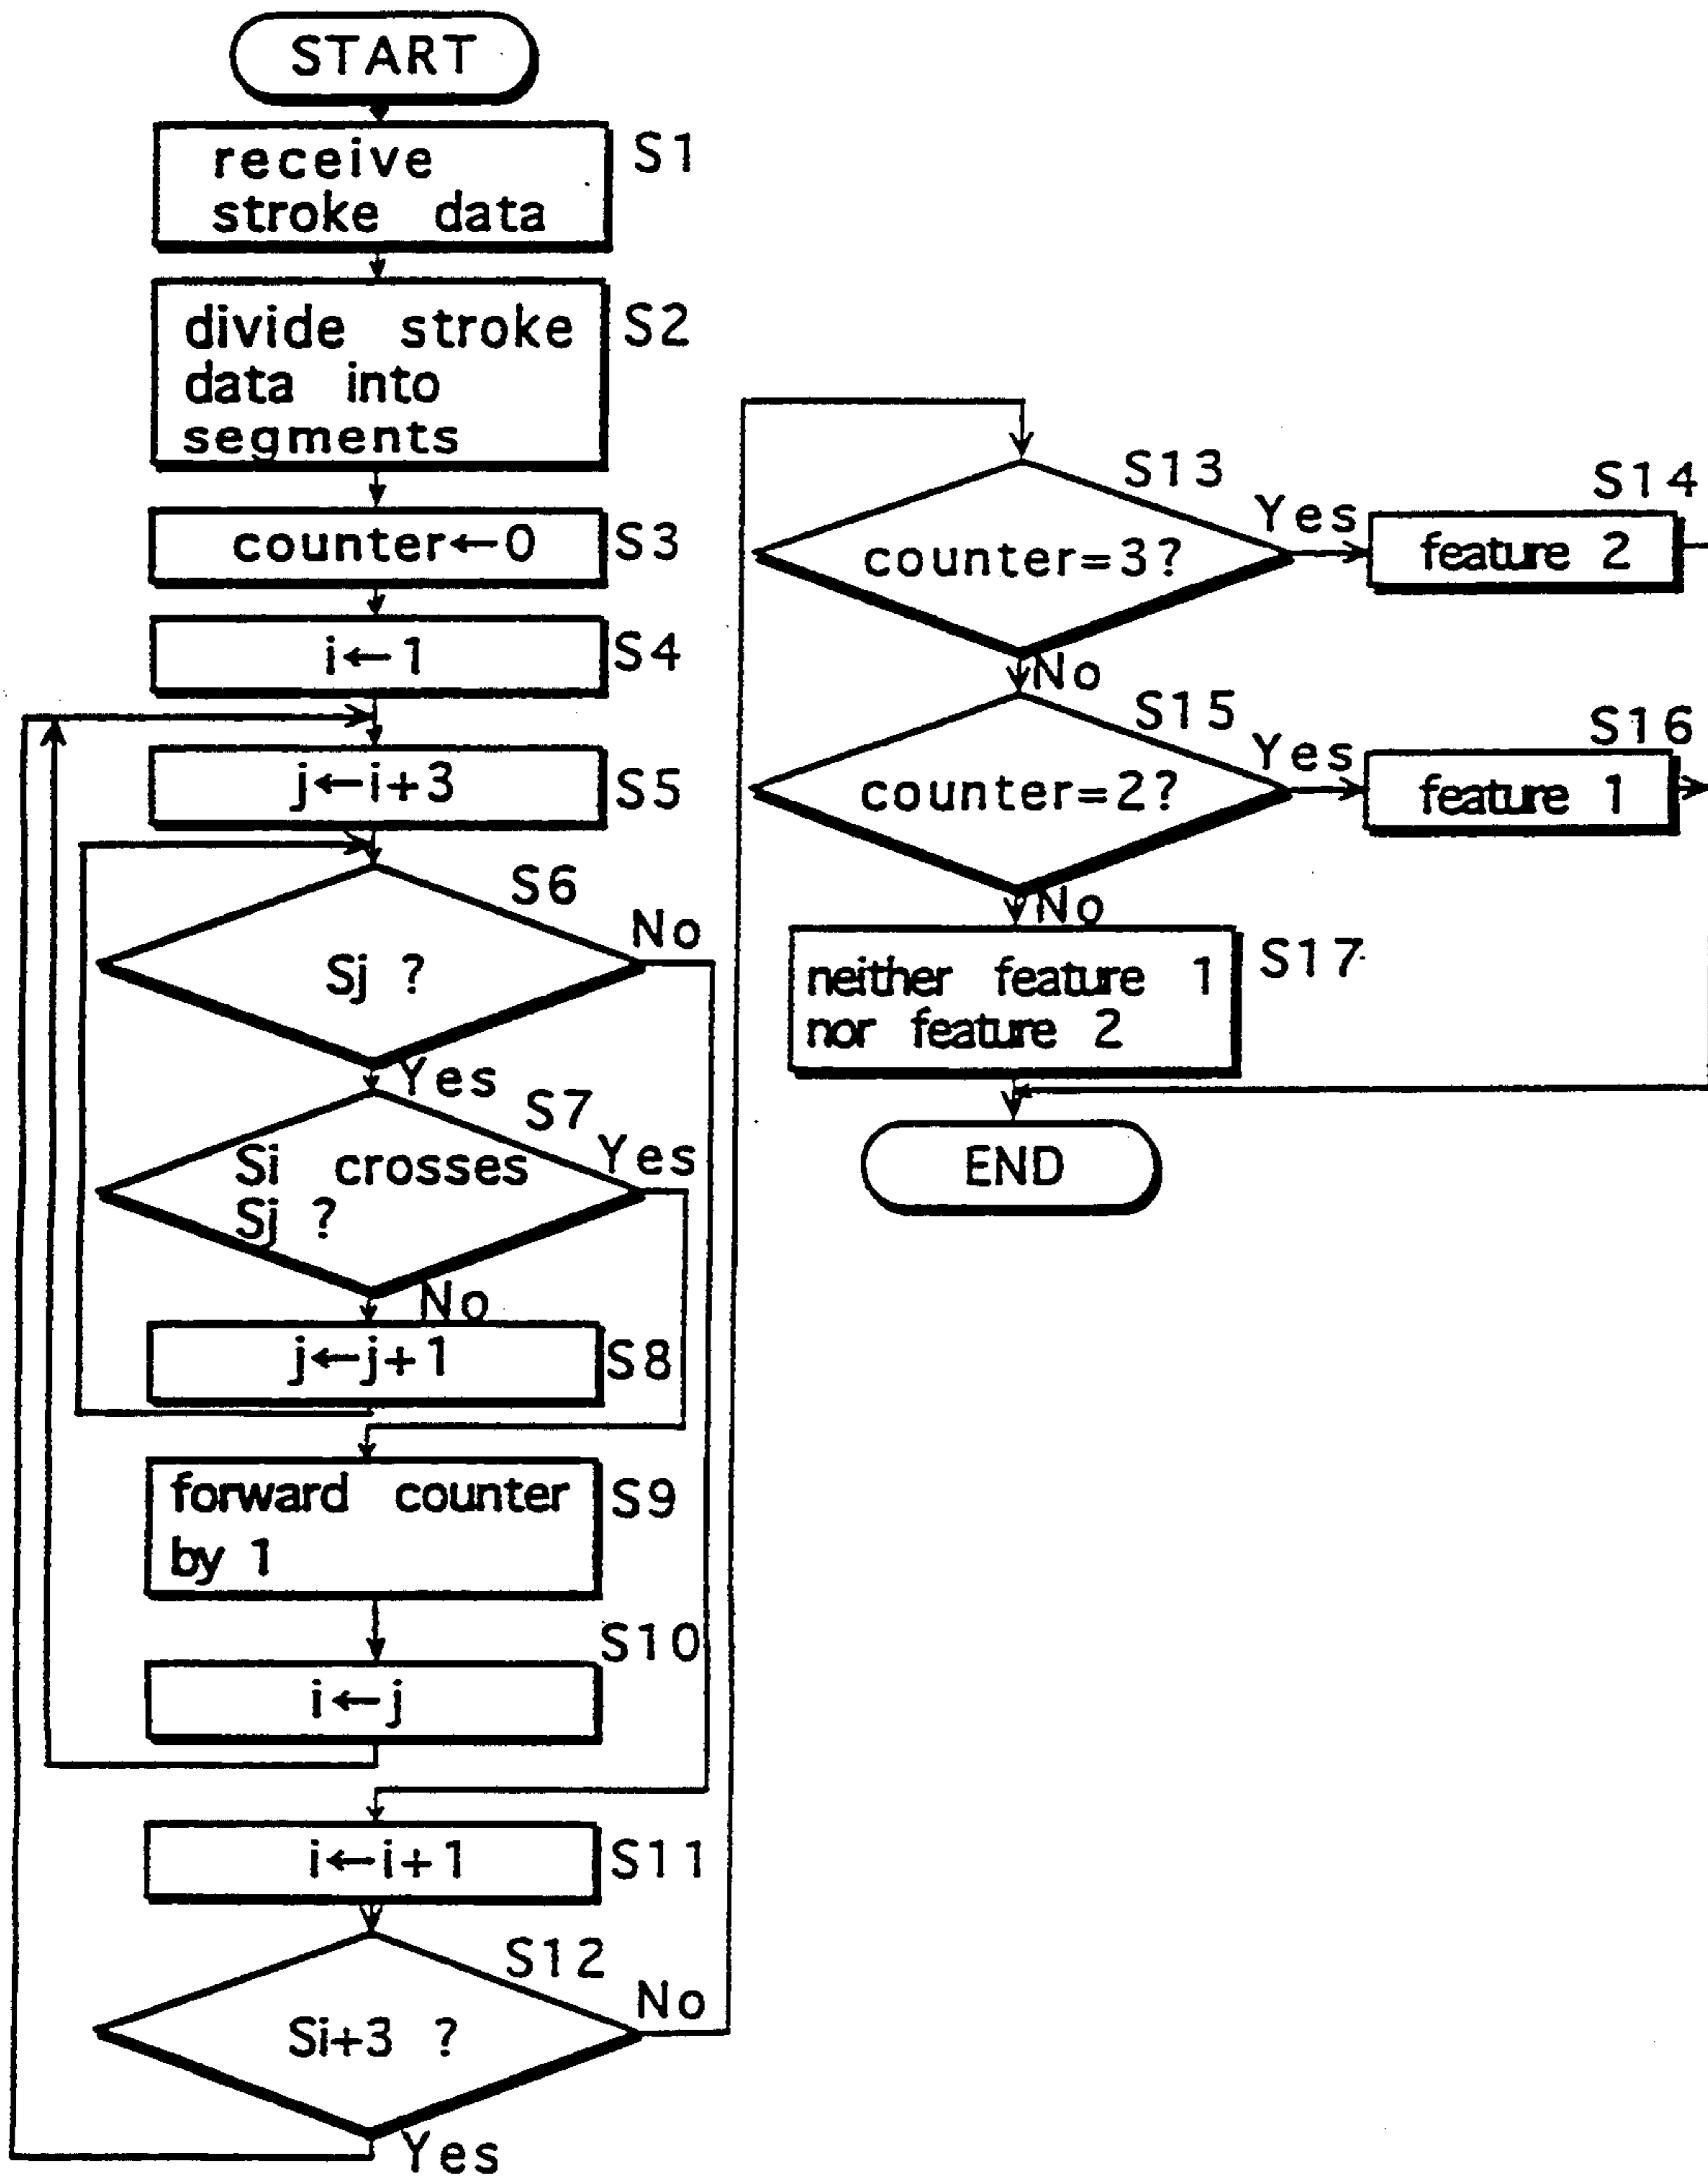 START
receive
stroke data
S1
divide stroke
data into
segments
S2
counter←0
S3
i←1
S4
j←i+3
S5
S6
Sj ?
No
Yes
S7
Si crosses
Sj ?
Yes
No
j←j+1
S8
forward counter
by 1
S9
S10
i←j
i←i+1
S11
S12
Si+3 ?
No
Yes
S13
counter=3?
Yes
S14
feature 2
No
S15
counter=2?
Yes
S16
feature 1
No
neither feature 1
nor feature 2
S17
END